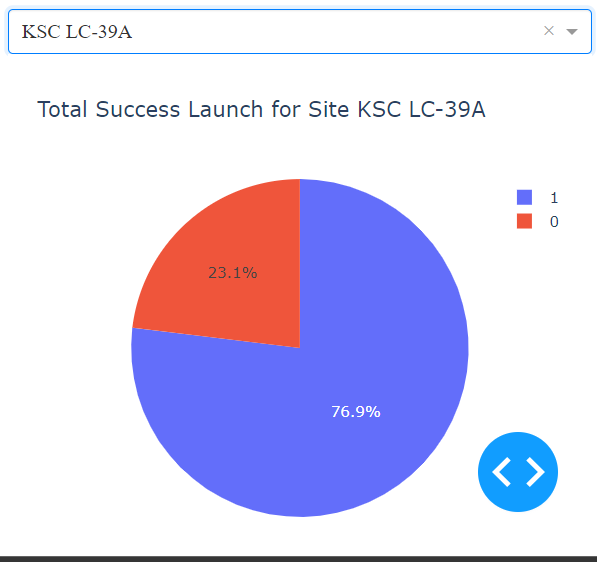 KSC LC-39A
Total Success Launch for Site KSC LC-39A
1
0
23.1%
76.9%